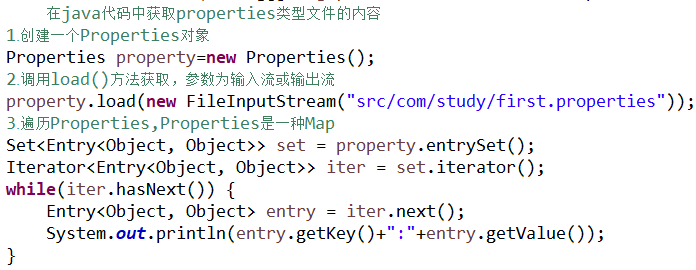 在java代码中获取properties类型文件的内容
1.创建一个Properties对象
Properties property=new Properties();
2.调用load()方法获取，参数为输入流或输出流
property.load(new FileInputStream("src/com/study/first.properties"));
3.遍历Properties,Properties是一种Map
Set<Entry<Object, Object>> set = property.entrySet();
Iterator<Entry<Object, Object>> iter = set.iterator();
while(iter.hasNext()) {
    Entry<Object, Object> entry = iter.next();
    System.out.println(entry.getKey()+":"+entry.getValue());
}